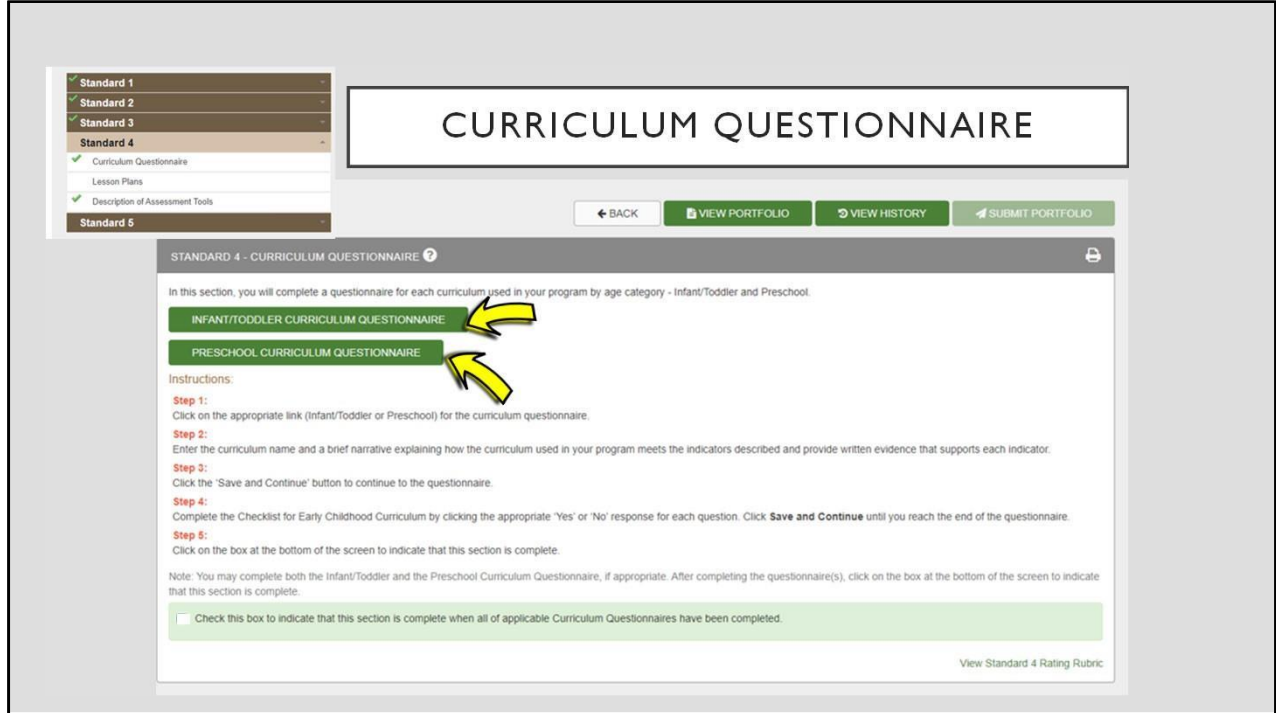 Standard 1
Standard 2
Standard 3
Standard 4
Curriculum Questionnaire
Lesson Plans
Description of Assessment Tools
Standard 5
CURRICULUM QUESTIONNAIRE
BACK
VIEW PORTFOLIO
VIEW HISTORY
SUBMIT PORTFOLIO
STANDARD 4 - CURRICULUM QUESTIONNAIRE ?
In this section, you will complete a questionnaire for each curriculum used in your program by age category - Infant/Toddler and Preschool.
INFANT/TODDLER CURRICULUM QUESTIONNAIRE
PRESCHOOL CURRICULUM QUESTIONNAIRE
Instructions:
Step 1:
Click on the appropriate link (Infant/Toddler or Preschool) for the curriculum questionnaire.
Step 2:
Enter the curriculum name and a brief narrative explaining how the curriculum used in your program meets the indicators described and provide written evidence that supports each indicator.
Step 3:
Click the 'Save and Continue' button to continue to the questionnaire.
Step 4:
Complete the Checklist for Early Childhood Curriculum by clicking the appropriate 'Yes' or 'No' response for each question. Click Save and Continue until you reach the end of the questionnaire.
Step 5:
Click on the box at the bottom of the screen to indicate that this section is complete.
Note: You may complete both the Infant/Toddler and the Preschool Curriculum Questionnaire, if appropriate. After completing the questionnaire(s), click on the box at the bottom of the screen to indicate
that this section is complete.
Check this box to indicate that this section is complete when all of applicable Curriculum Questionnaires have been completed.
View Standard 4 Rating Rubric